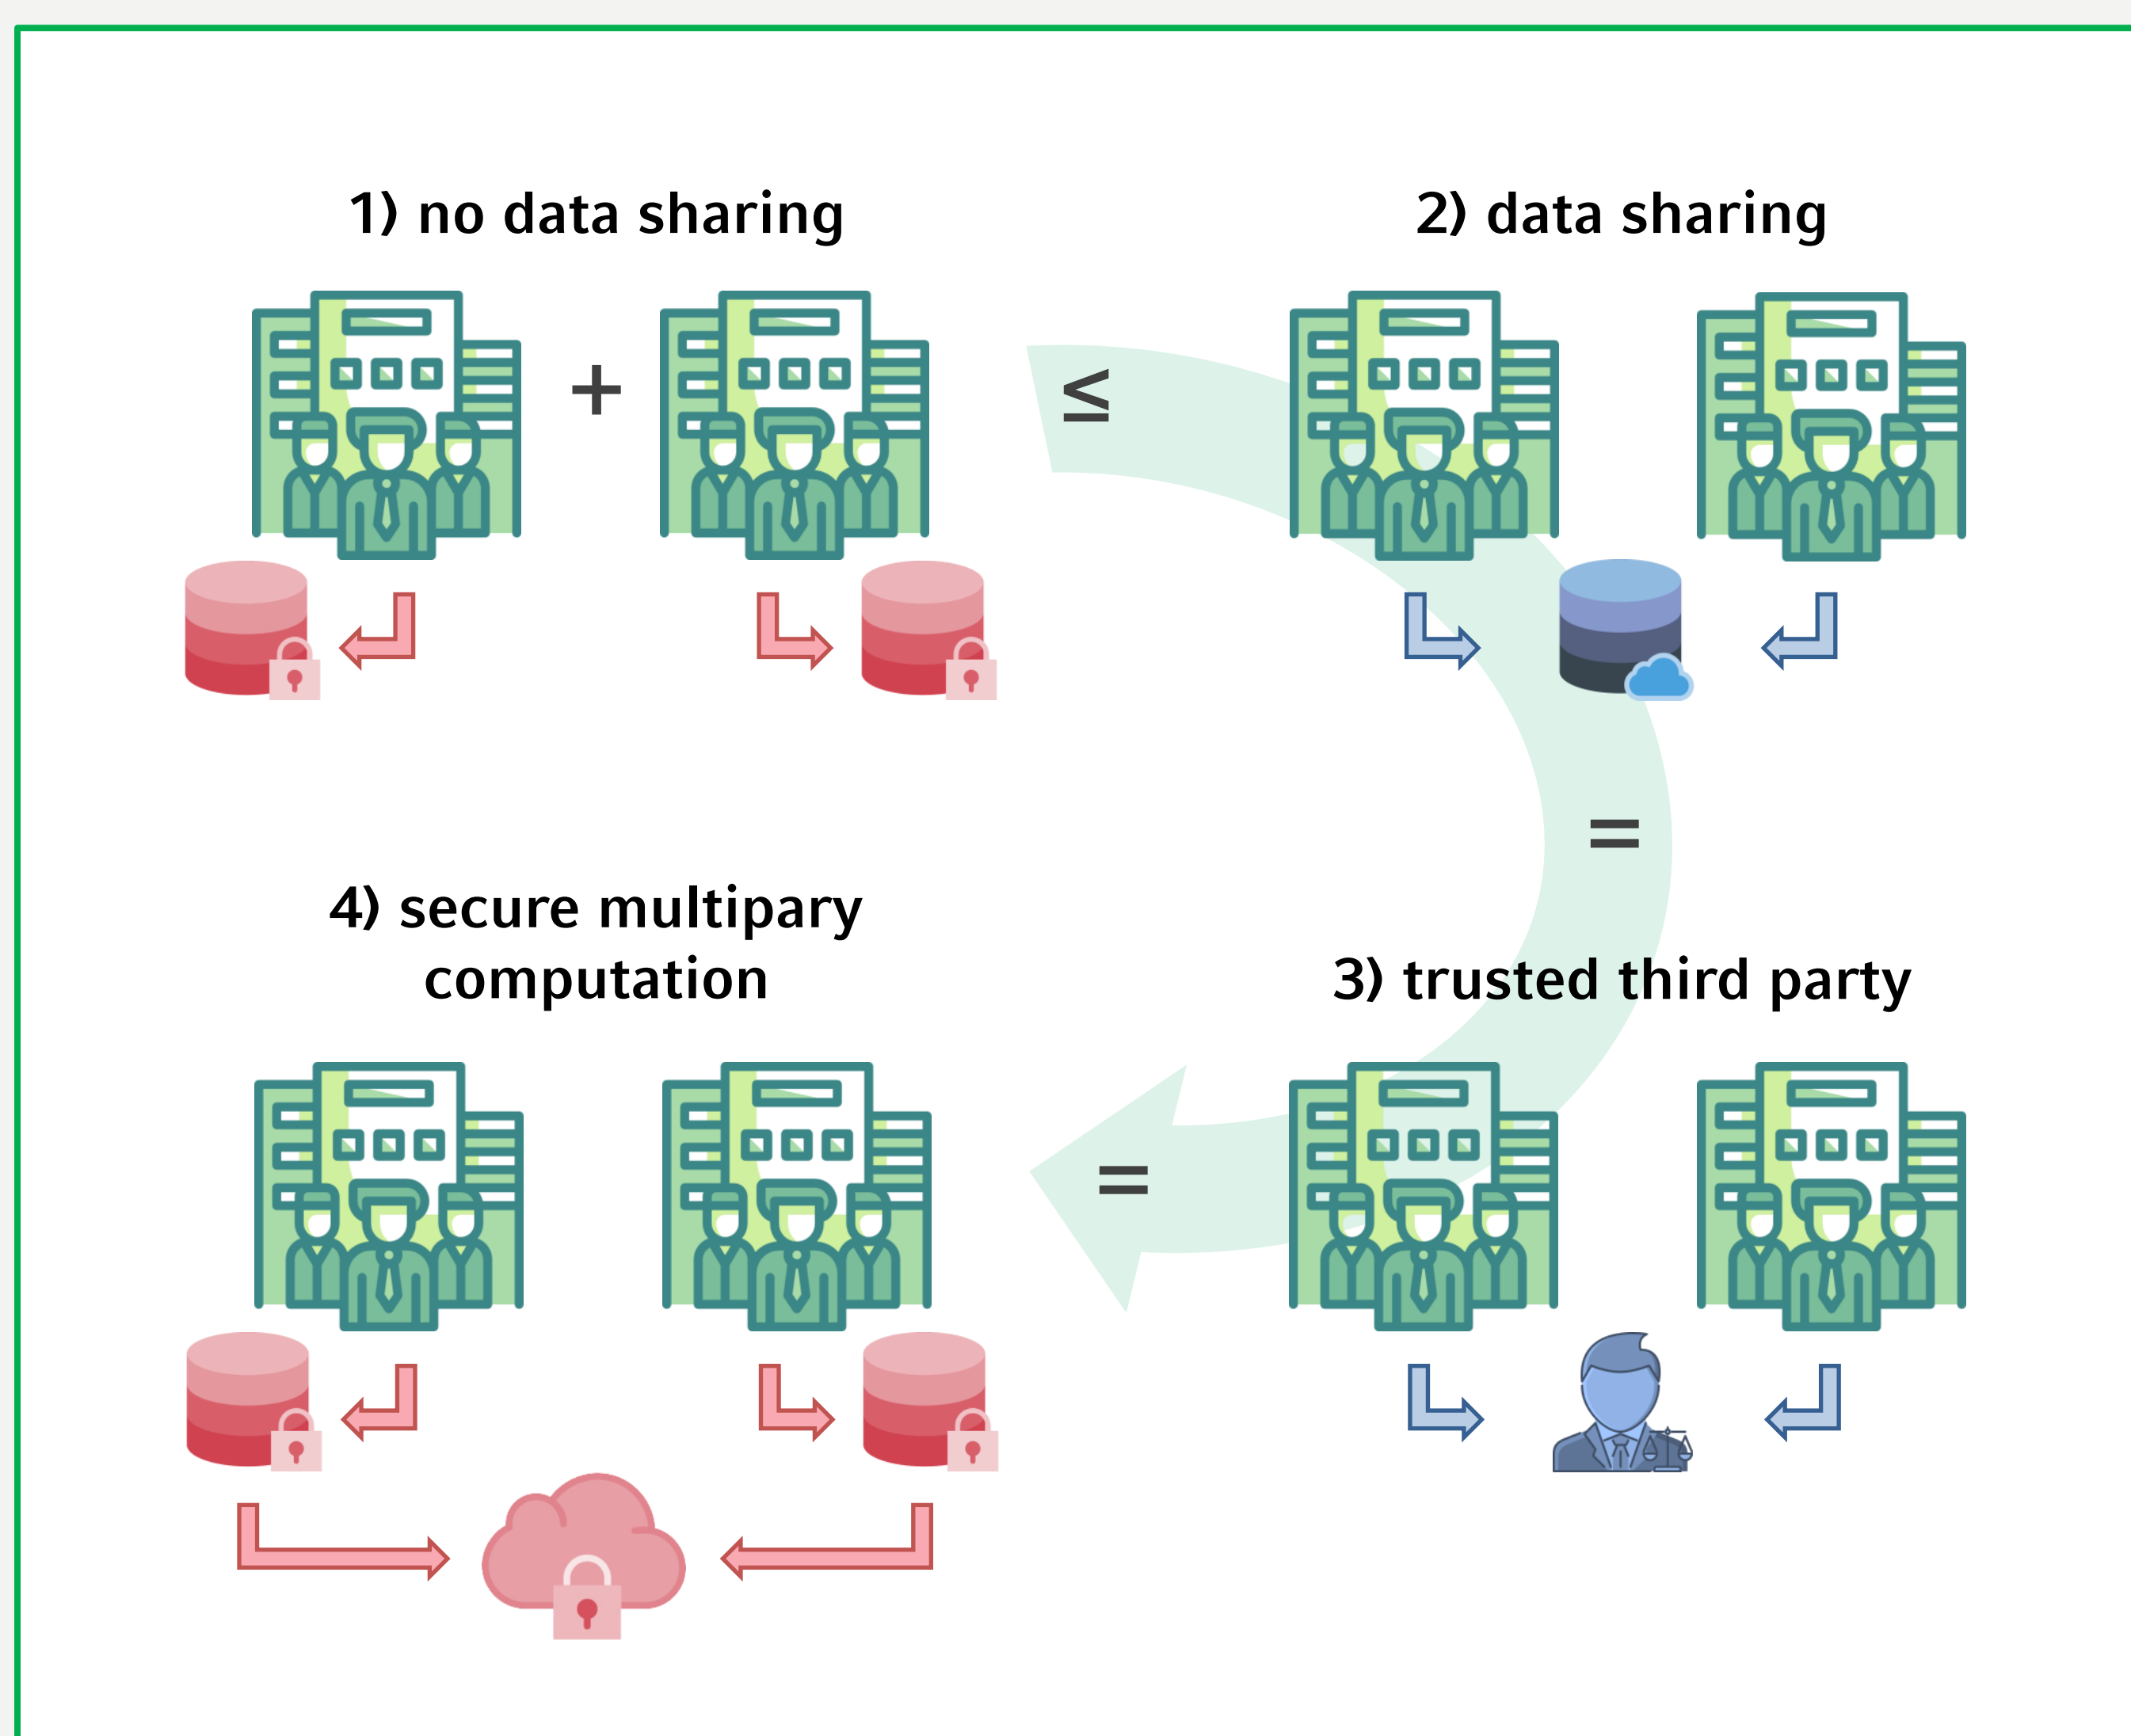 1) no data sharing
2) data sharing
+
≤
=
4) secure multipary
computation
3) trusted third party
=